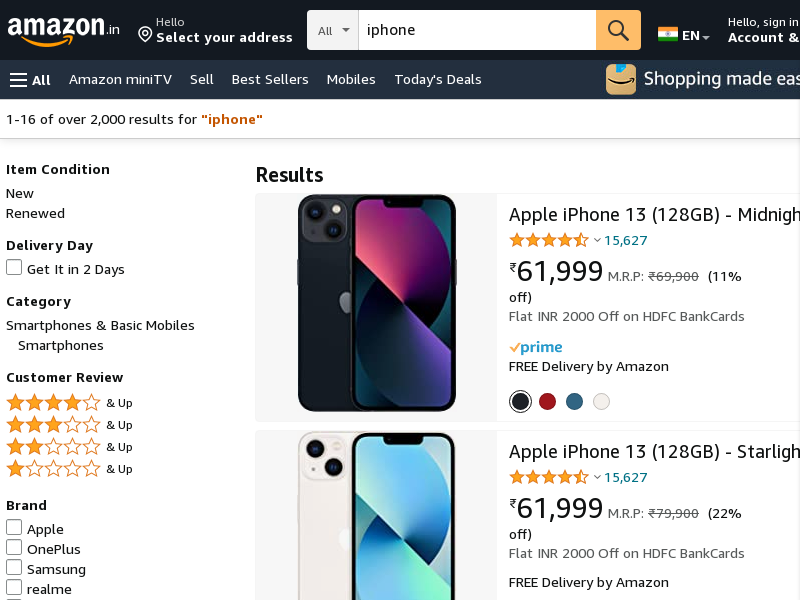 amazon.in
Hello
Select your address
All
iphone
EN
Hello, sign in
Account &
All
Amazon miniTV
Sell
Best Sellers
Mobiles
Today's Deals
Shopping made eas
1-16 of over 2,000 results for "iphone"
Item Condition
New
Renewed
Delivery Day
Get It in 2 Days
Category
Smartphones & Basic Mobiles
Smartphones
Customer Review
& Up
& Up
& Up
& Up
Brand
Apple
OnePlus
Samsung
realme
Results
Apple iPhone 13 (128GB) - Midnigh
15,627
₹61,999 M.R.P: ₹69,900 (11%
off)
Flat INR 2000 Off on HDFC BankCards
prime
FREE Delivery by Amazon
Apple iPhone 13 (128GB) - Starligh
15,627
₹61,999 M.R.P: ₹79,900 (22%
off)
Flat INR 2000 Off on HDFC BankCards
FREE Delivery by Amazon